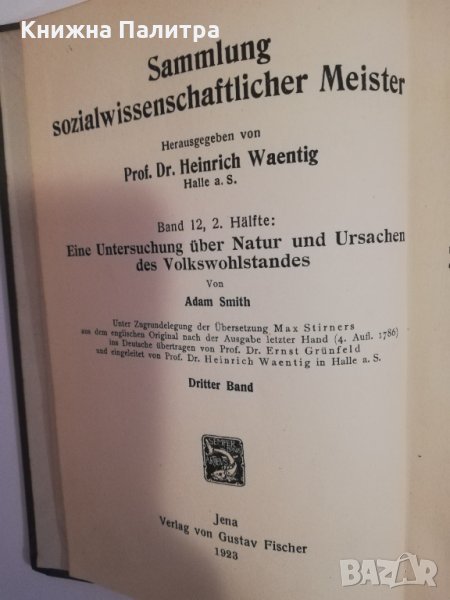 Книжна Палитра
Sammlung
sozialwissenschaftlicher Meister
Herausgegeben von
Prof. Dr. Heinrich Waentig
Halle a. S.
Band 12, 2. Hälfte:
Eine Untersuchung über Natur und Ursachen
des Volkswohlstandes
Von
Adam Smith
Unter Zugrundelegung der Übersetzung Max Stirners
aus dem englischen Original nach der Ausgabe letzter Hand (4. Aufl. 1786)
ins Deutsche übertragen von Prof. Dr. Ernst Grünfeld
und eingeleitet von Prof. Dr. Heinrich Waentig in Halle a. S.
Dritter Band
SEMPER
Jena
Verlag von Gustav Fischer
1923
BAZAR